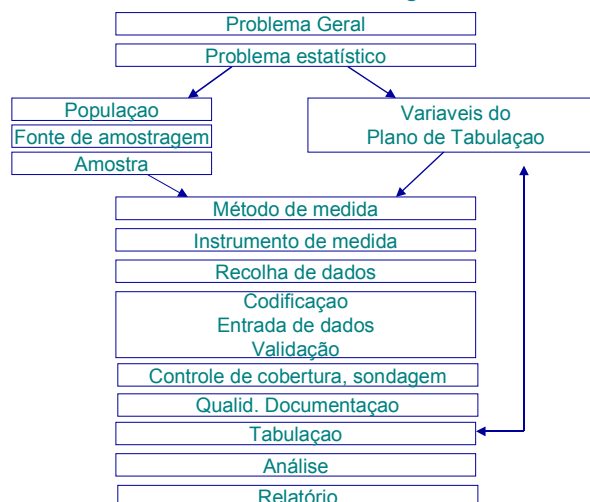 Problema Geral
Problema estatístico
Populaçao
Fonte de amostragem
Amostra
Variaveis do
Plano de Tabulaçao
Método de medida
Instrumento de medida
Recolha de dados
Codificaçao
Entrada de dados
Validação
Controle de cobertura, sondagem
Qualid. Documentaçao
Tabulaçao
Análise
Relatório